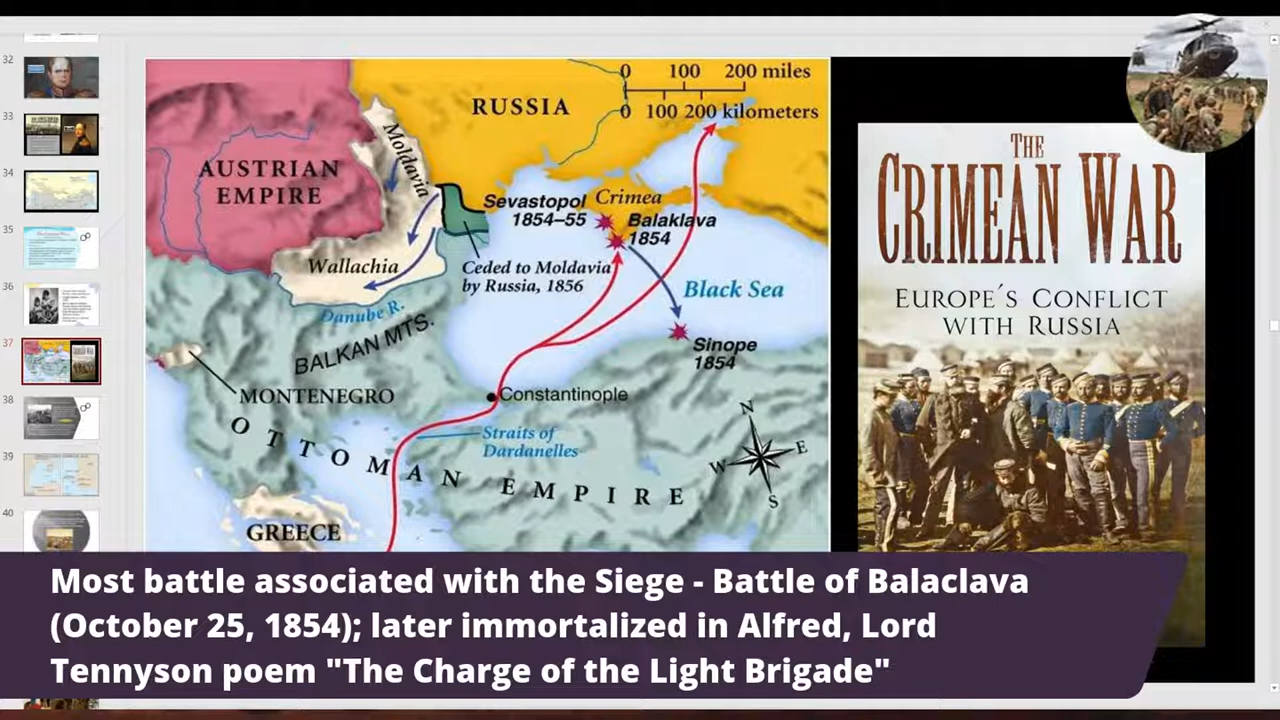 32
33
34
35
36
37
38
39
40
0 100 200 miles
0 100 200 kilometers
RUSSIA
AUSTRIAN
EMPIRE
Moldavia
Sevastopol
1854–55
Crimea
Balaklava
1854
Wallachia
Ceded to Moldavia
by Russia, 1856
Black Sea
Danube R.
BALKAN MTS.
Sinope
1854
MONTENEGRO
Constantinople
Straits of
Dardanelles
OTTOMAN EMPIRE
GREECE
N
W E
S
THE
CRIMEAN WAR
EUROPE'S CONFLICT
WITH RUSSIA
Most battle associated with the Siege - Battle of Balaclava
(October 25, 1854); later immortalized in Alfred, Lord
Tennyson poem "The Charge of the Light Brigade"